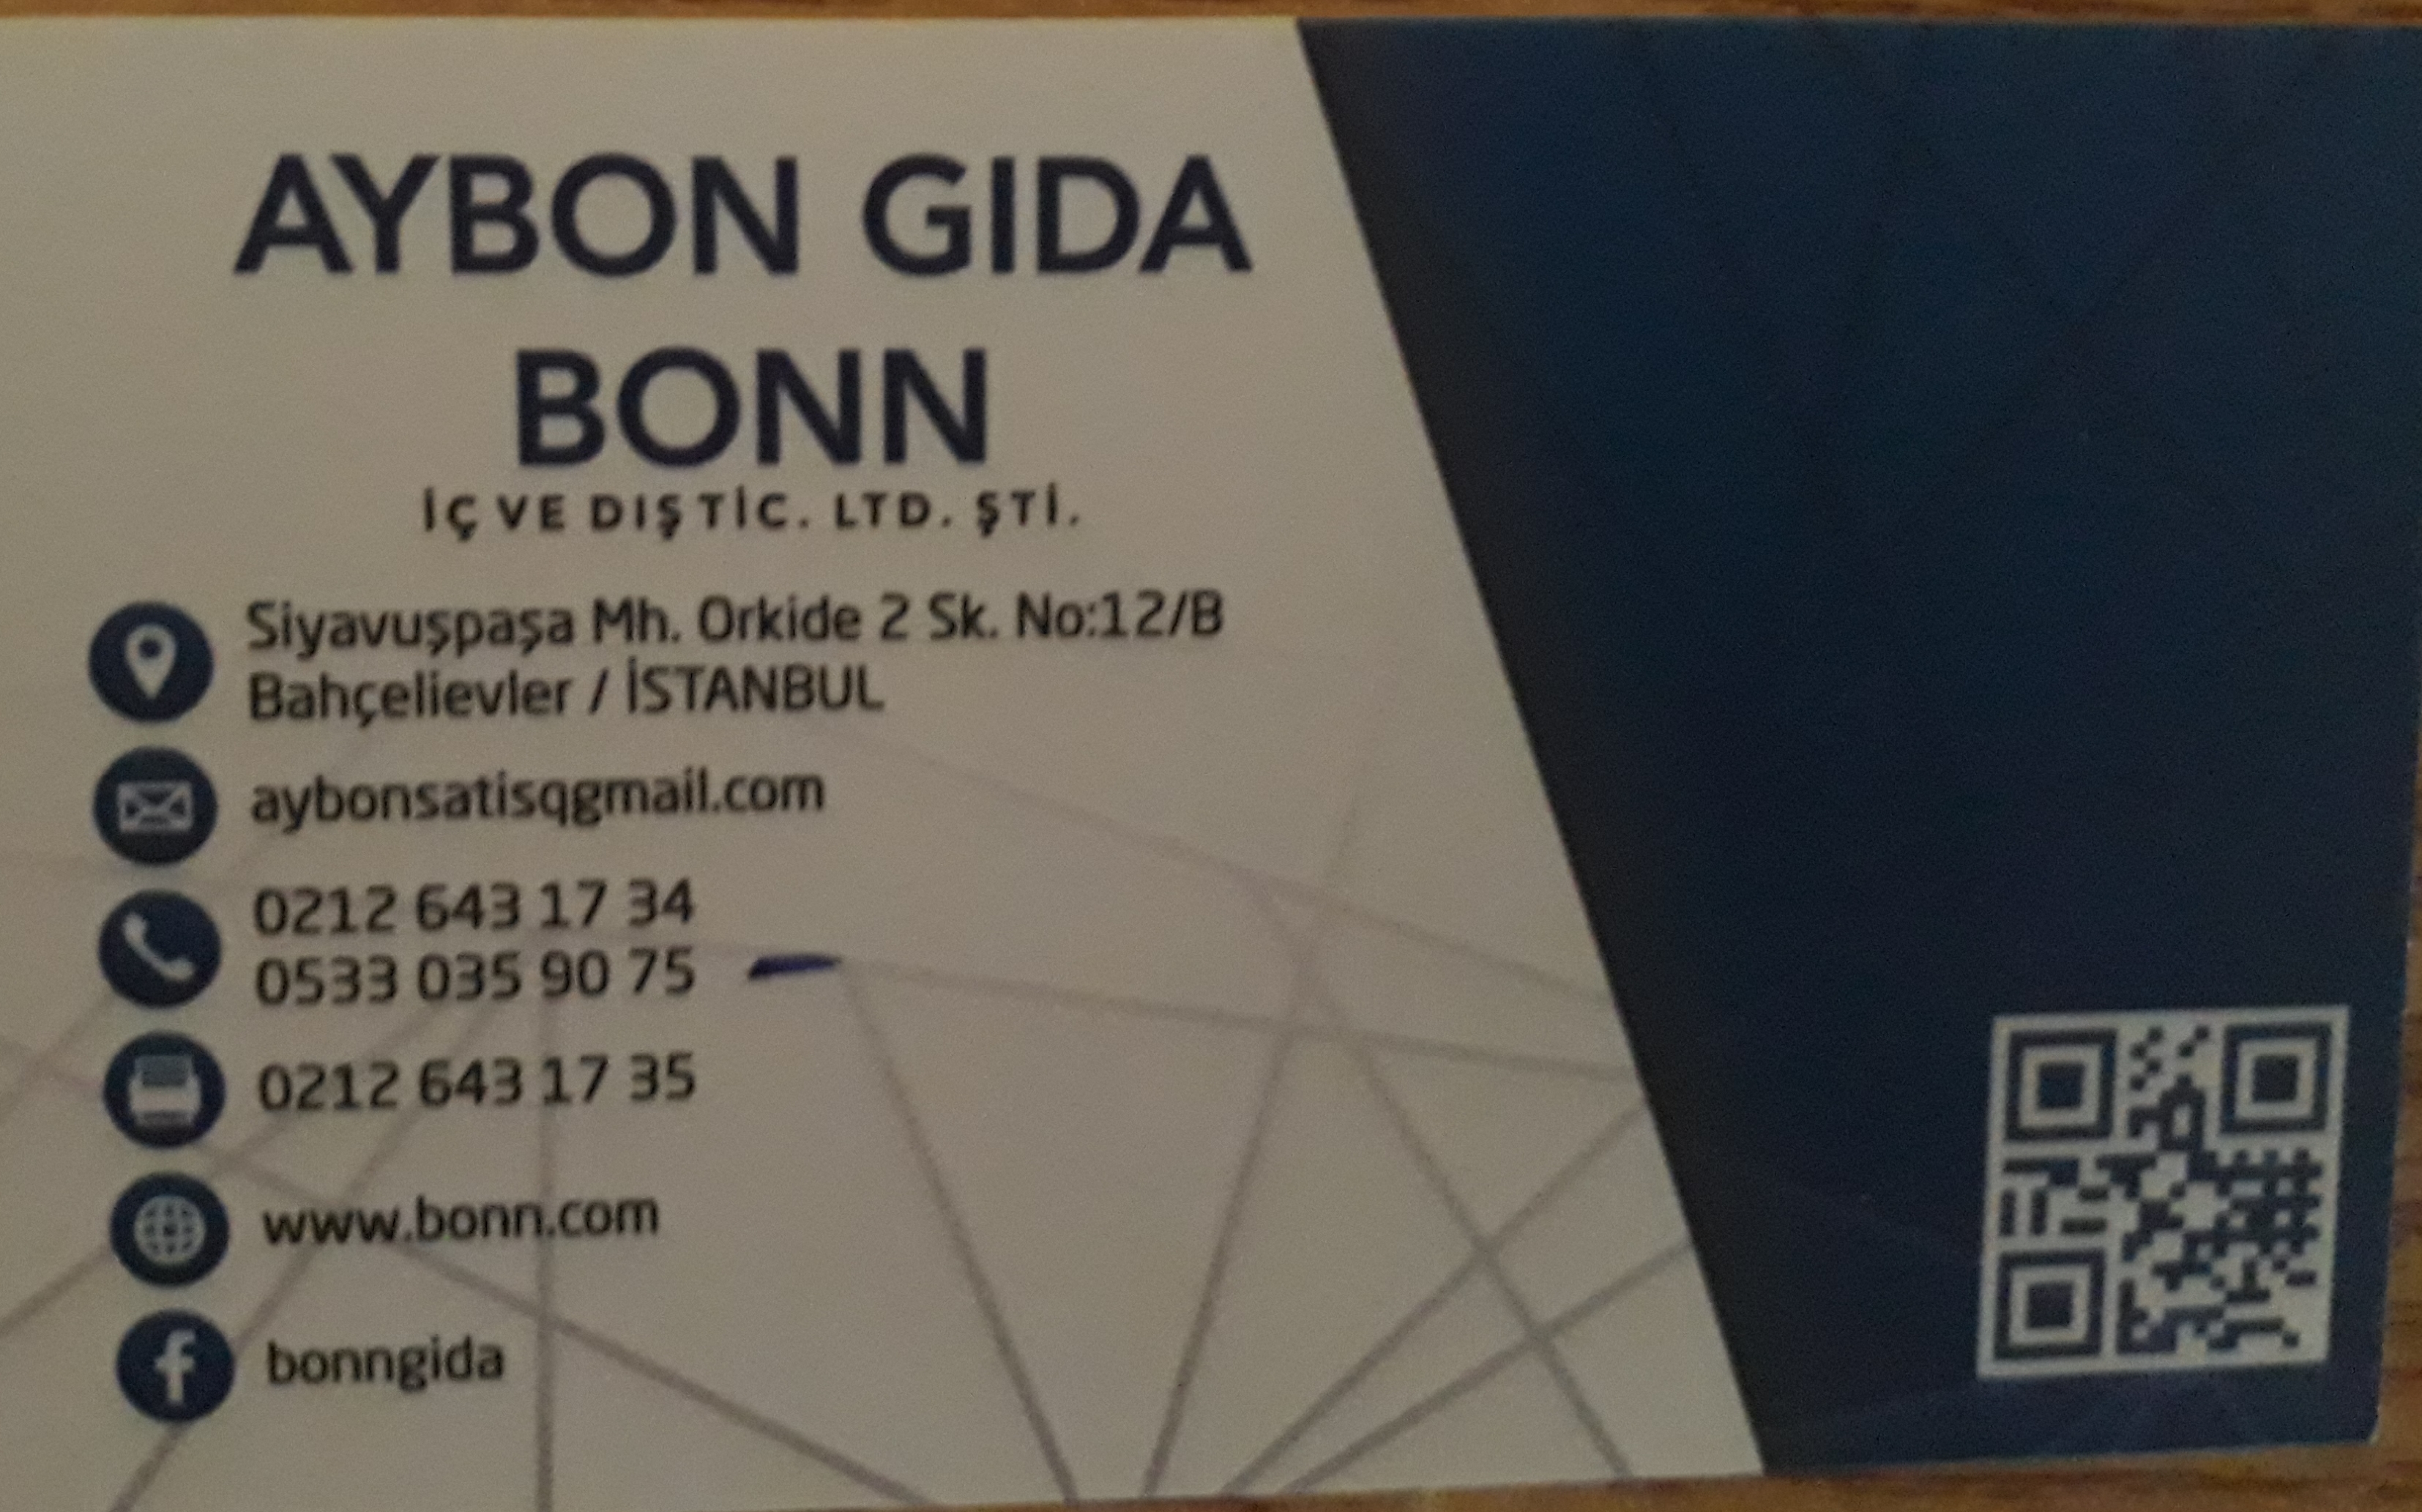 AYBON GIDA
BONN
İÇ VE DIŞ TİC. LTD. ŞTİ.
Siyavuşpaşa Mh. Orkide 2 Sk. No:12/B
Bahçelievler / İSTANBUL
aybonsatisqgmail.com
0212 643 17 34
0533 035 90 75
0212 643 17 35
www.bonn.com
bonngida